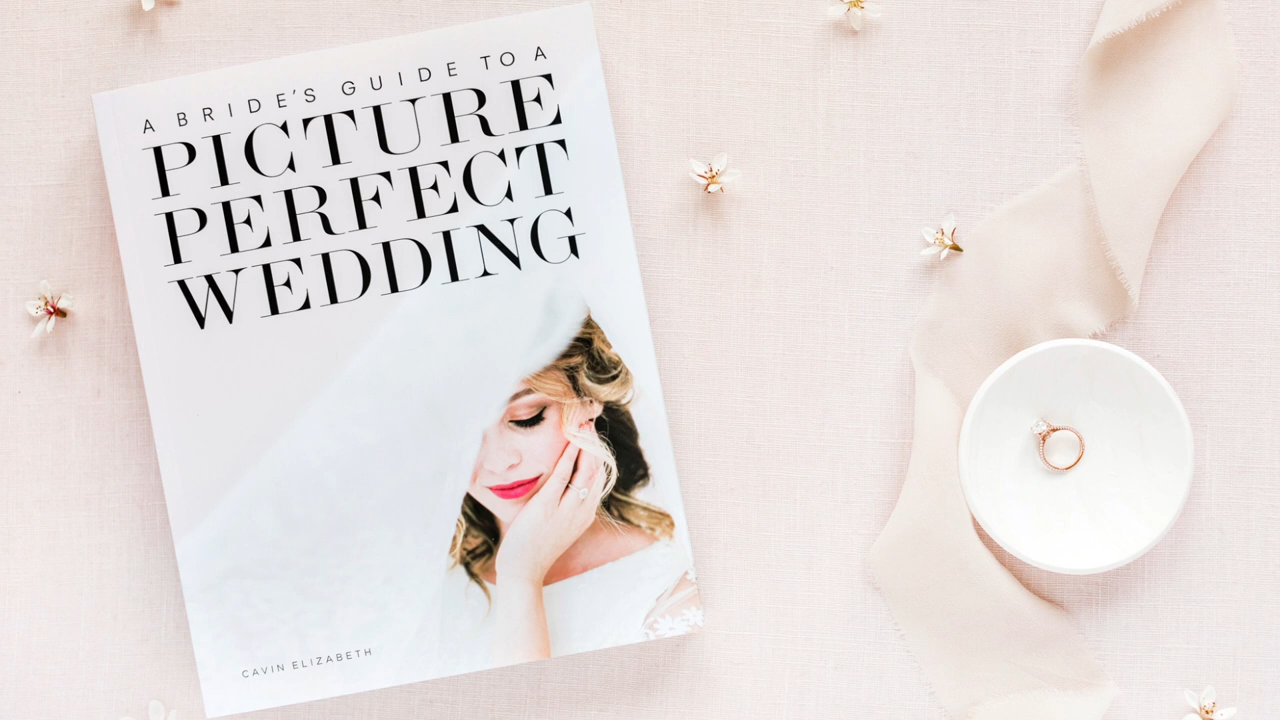 A BRIDE'S GUIDE TO A
PICTURE
PERFECT
WEDDING
CAVIN ELIZABETH